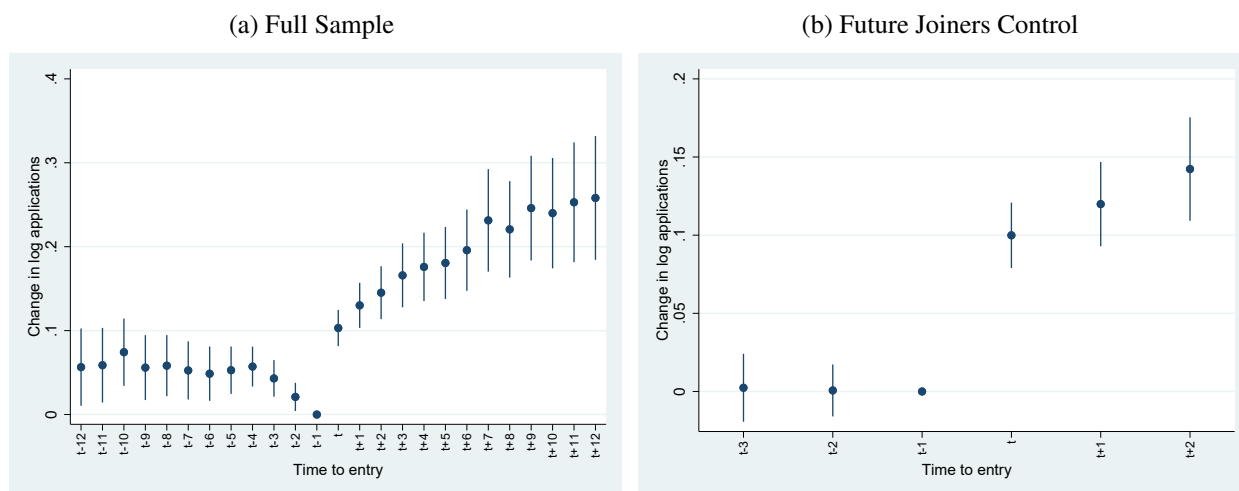 (a) Full Sample
Change in log applications
.4
.3
.2
.1
0
t-12 t-11 t-10 t-9 t-8 t-7 t-6 t-5 t-4 t-3 t-2 t-1 t t+1 t+2 t+3 t+4 t+5 t+6 t+7 t+8 t+9 t+10 t+11 t+12
Time to entry
(b) Future Joiners Control
Change in log applications
.2
.15
.1
.05
0
t-3 t-2 t-1 t t+1 t+2
Time to entry